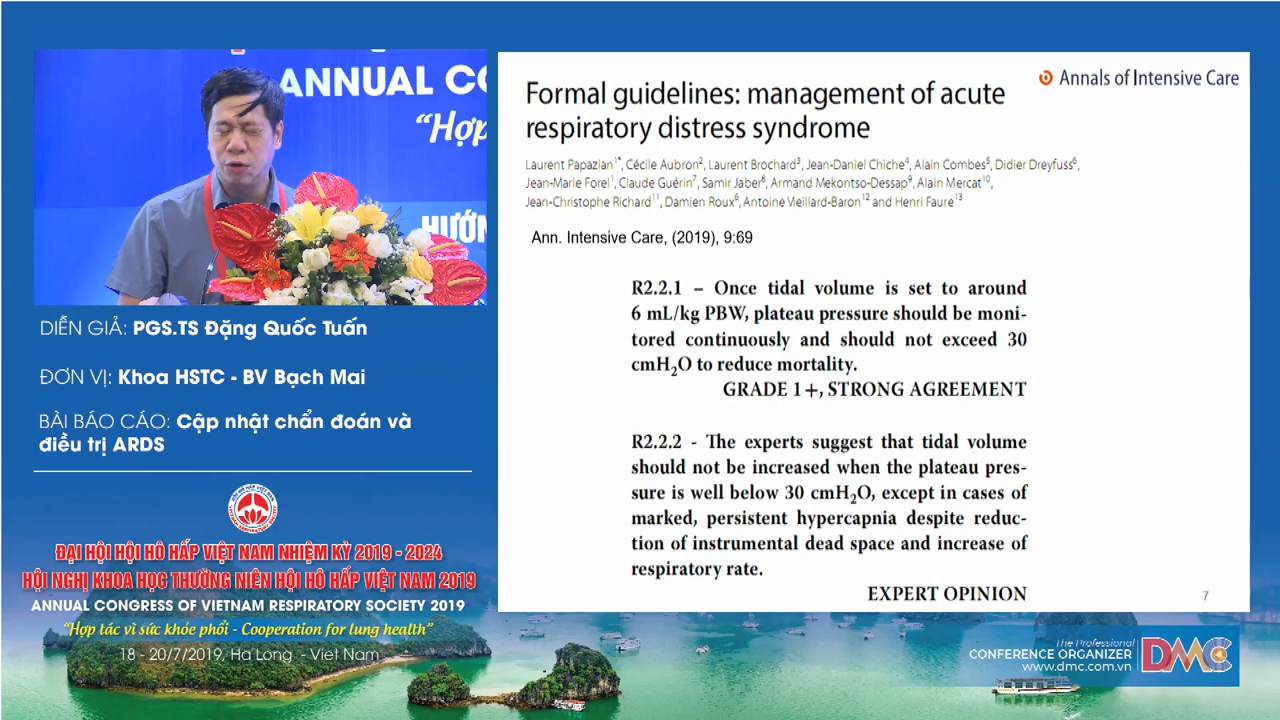 ANNUAL CO
“Hợp
HƯỚN
DIỄN GIẢ: PGS.TS Đặng Quốc Tuấn
ĐƠN VỊ: Khoa HSTC - BV Bạch Mai
BÀI BÁO CÁO: Cập nhật chẩn đoán và
điều trị ARDS
ĐẠI HỘI HỘI HÔ HẤP VIỆT NAM NHIỆM KỲ 2019 - 2024
HỘI NGHỊ KHOA HỌC THƯỜNG NIÊN HỘI HÔ HẤP VIỆT NAM 2019
ANNUAL CONGRESS OF VIETNAM RESPIRATORY SOCIETY 2019
“Hợp tác vì sức khỏe phổi - Cooperation for lung health”
18 - 20/7/2019, Ha Long - Viet Nam
Annals of Intensive Care
Formal guidelines: management of acute
respiratory distress syndrome
Laurent Papazian1*, Cécile Aubron2, Laurent Brochard3, Jean-Daniel Chiche4, Alain Combes5, Didier Dreyfuss6,
Jean-Marie Forel1, Claude Guérin7, Samir Jaber8, Armand Mekontso-Dessap9, Alain Mercat10,
Jean-Christophe Richard11, Damien Roux6, Antoine Vieillard-Baron12 and Henri Faure13
Ann. Intensive Care, (2019), 9:69
R2.2.1 – Once tidal volume is set to around
6 mL/kg PBW, plateau pressure should be moni-
tored continuously and should not exceed 30
cmH2O to reduce mortality.
GRADE 1+, STRONG AGREEMENT
R2.2.2 - The experts suggest that tidal volume
should not be increased when the plateau pres-
sure is well below 30 cmH2O, except in cases of
marked, persistent hypercapnia despite reduc-
tion of instrumental dead space and increase of
respiratory rate.
EXPERT OPINION
7
The Professional
CONFERENCE ORGANIZER
www.dmc.com.vn
DMC